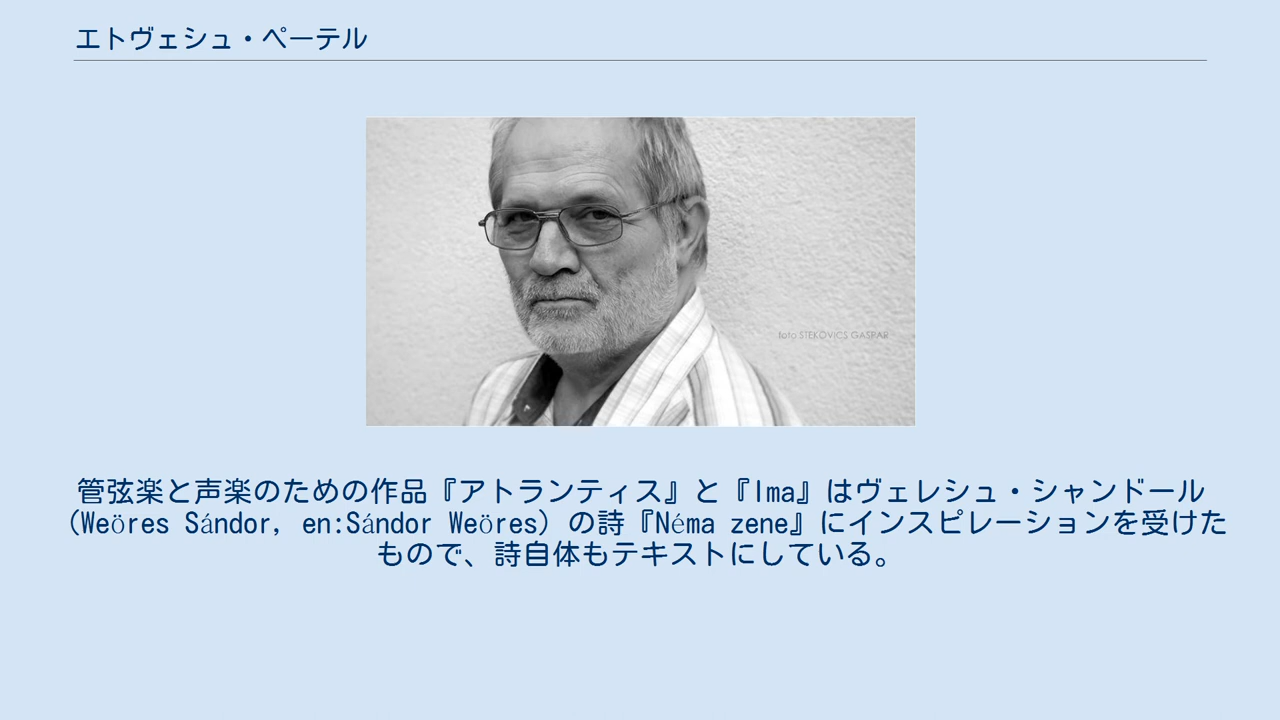 エトヴェシュ・ペーテル
foto STEKOVICS GASPAR
管弦楽と声楽のための作品『アトランティス』と『Ima』はヴェレシュ・シャンドール
(Weöres Sándor, en:Sándor Weöres) の詩『Néma zene』にインスピレーションを受けた
もので、詩自体もテキストにしている。